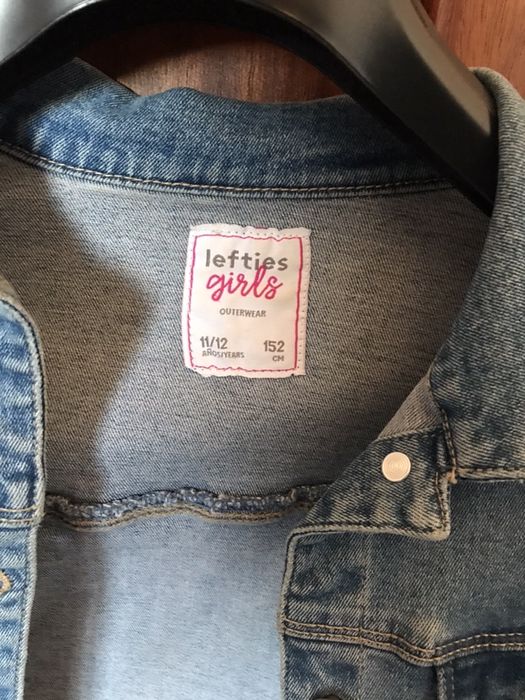 lefties
girls
OUTERWEAR
11/12 152
AÑOS/YEARS CM